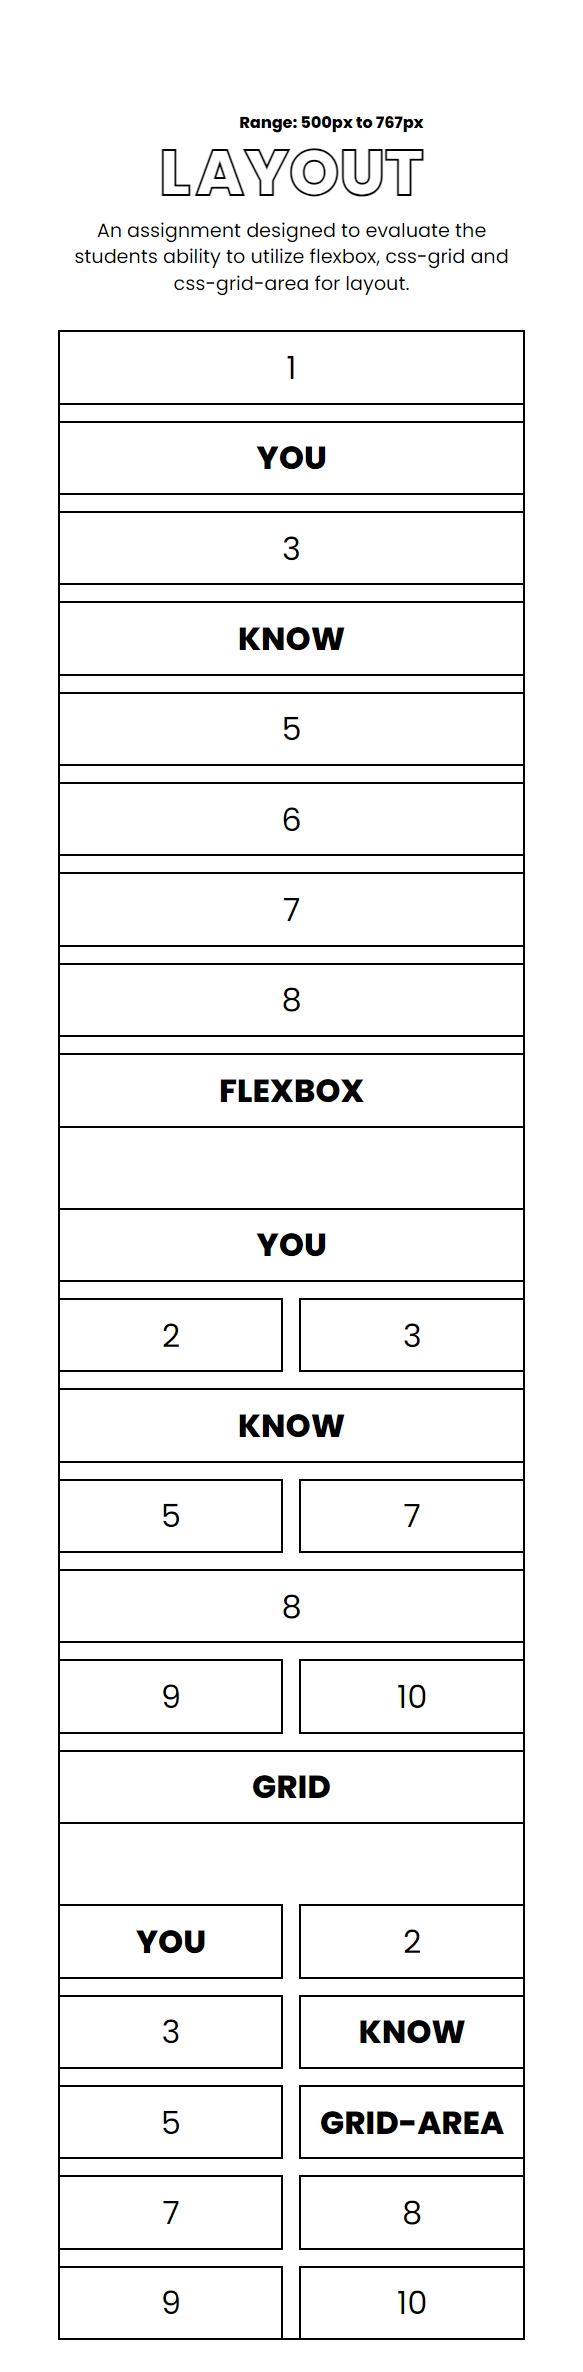 Range: 500px to 767px
LAYOUT
An assignment designed to evaluate the
students ability to utilize flexbox, css-grid and
css-grid-area for layout.
1
YOU
3
KNOW
5
6
7
8
FLEXBOX
YOU
2 3
KNOW
5 7
8
9 10
GRID
YOU 2
3 KNOW
5 GRID-AREA
7 8
9 10